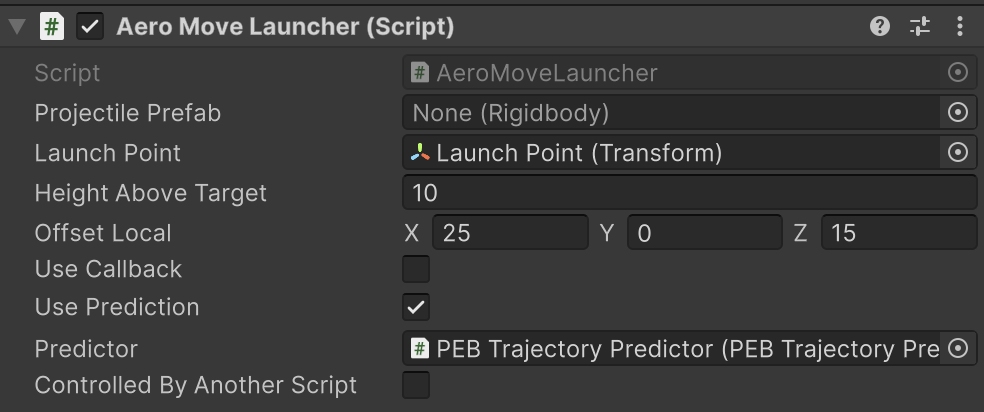 Aero Move Launcher (Script)
Script # AeroMoveLauncher
Projectile Prefab None (Rigidbody)
Launch Point Launch Point (Transform)
Height Above Target 10
Offset Local X 25 Y 0 Z 15
Use Callback
Use Prediction
Predictor # PEB Trajectory Predictor (PEB Trajectory Pre
Controlled By Another Script